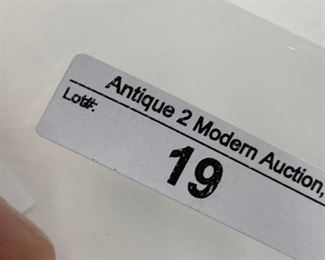 Antique 2 Modern Auction,
Lot#:
19